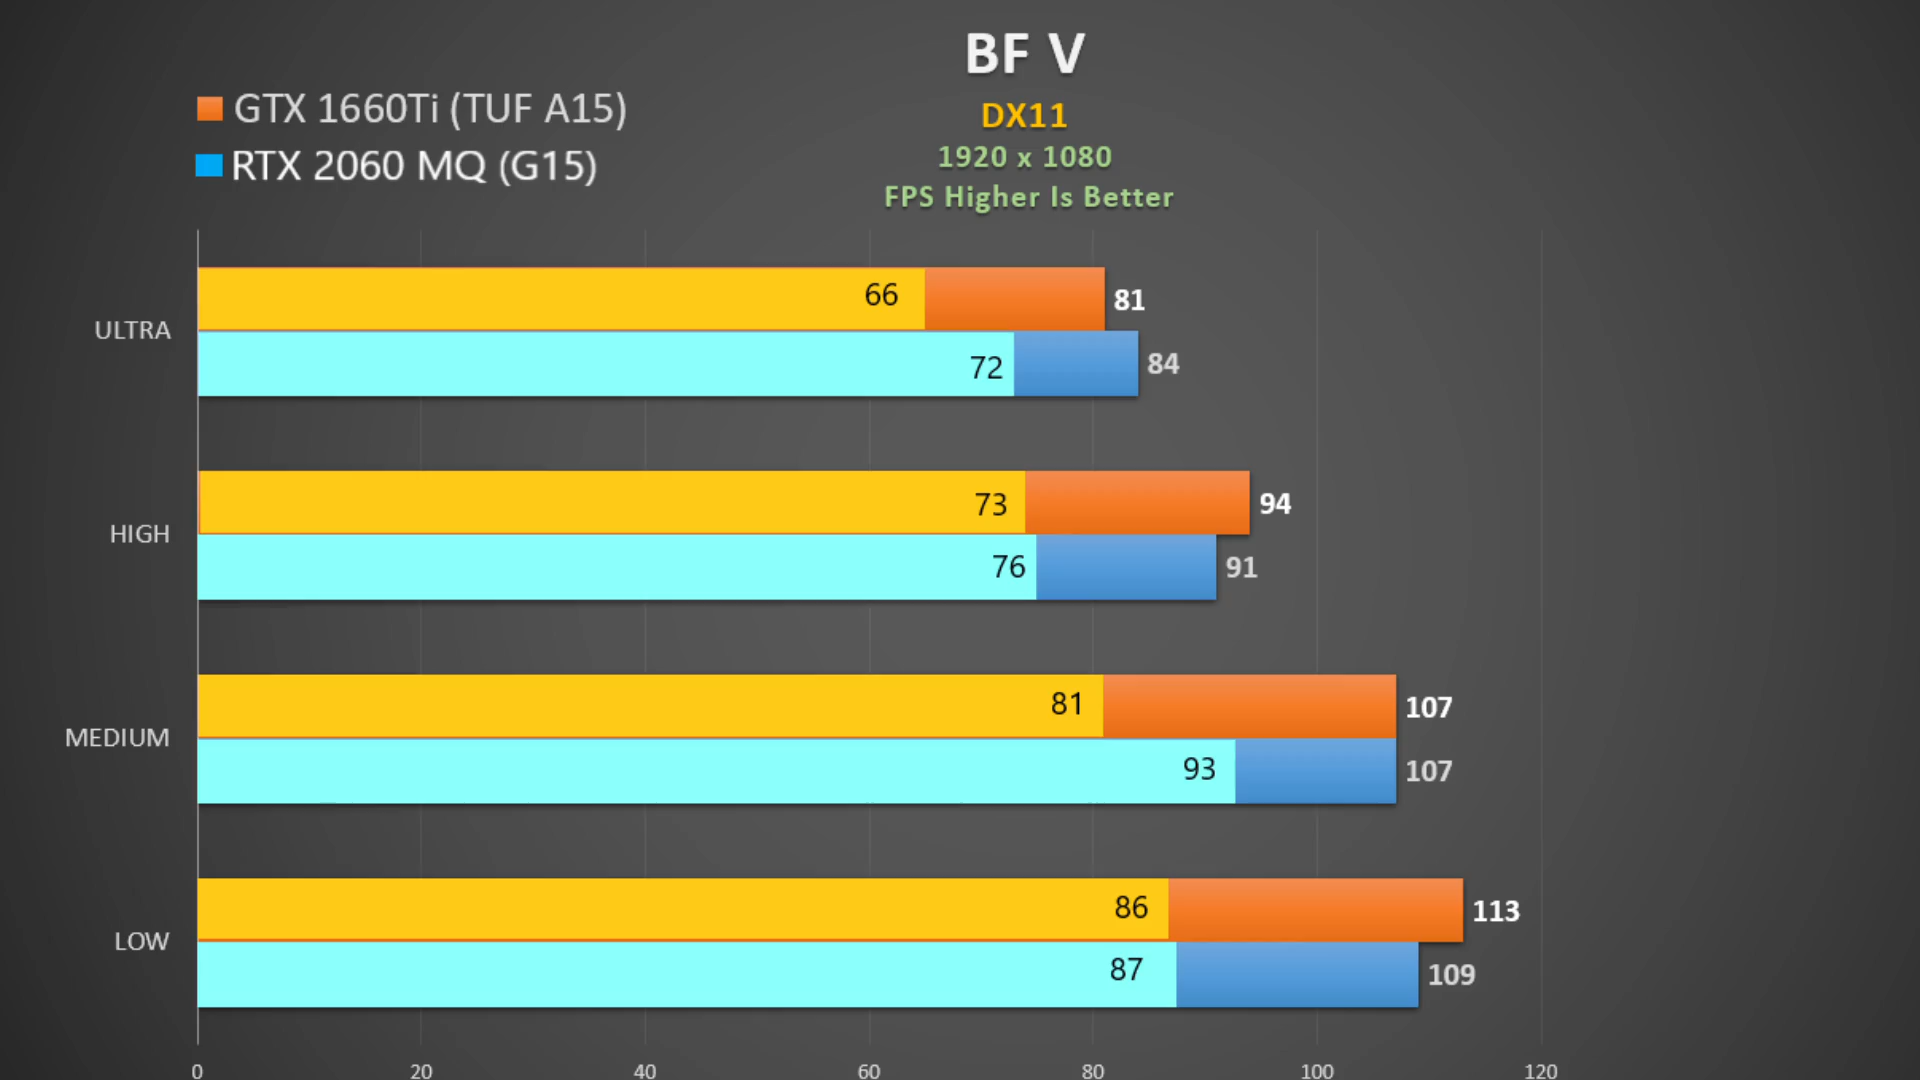 BF V
DX11
1920 x 1080
FPS Higher Is Better
GTX 1660Ti (TUF A15)
RTX 2060 MQ (G15)
ULTRA
66
81
72
84
HIGH
73
94
76
91
MEDIUM
81
107
93
107
LOW
86
113
87
109
0 20 40 60 80 100 120